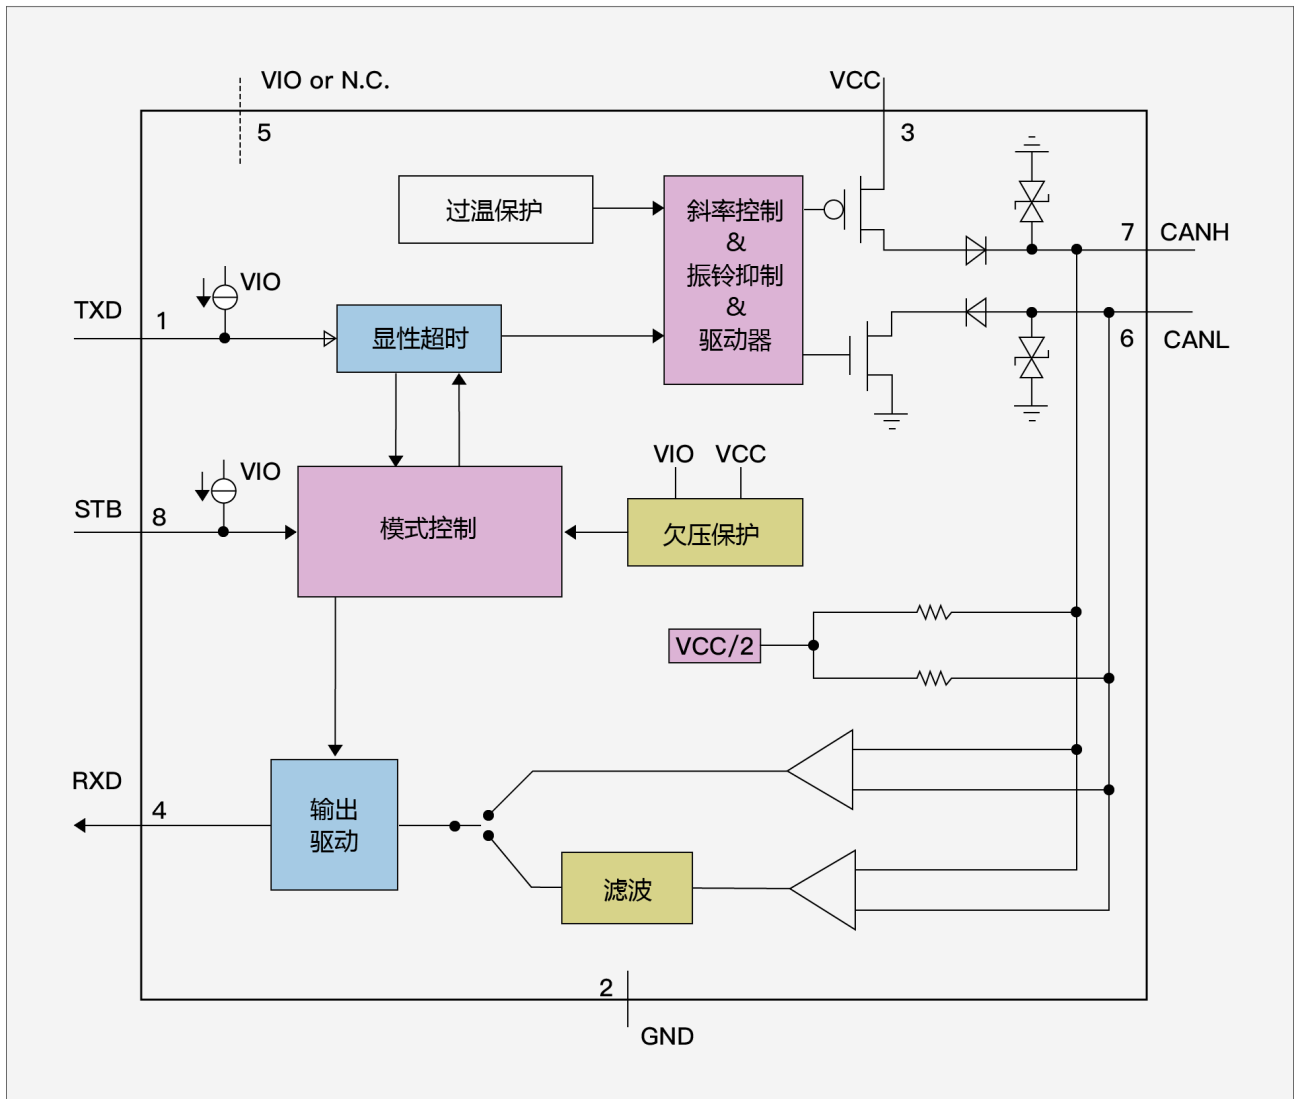 VIO or N.C.
VCC
5
3
过温保护
斜率控制
&
振铃抑制
&
驱动器
7
CANH
VIO
TXD
1
显性超时
6
CANL
VIO
VCC
VIO
STB
8
模式控制
欠压保护
VCC/2
RXD
4
输出
驱动
滤波
2
GND